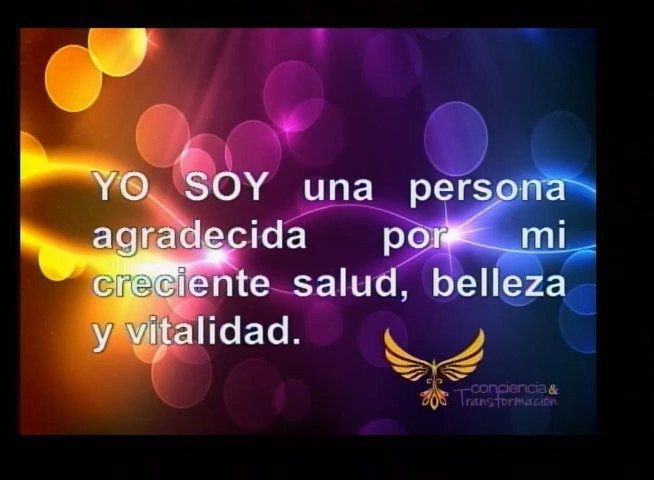 YO SOY una persona
agradecida por mi
creciente salud, belleza
y vitalidad.
conciencia &
Transformación